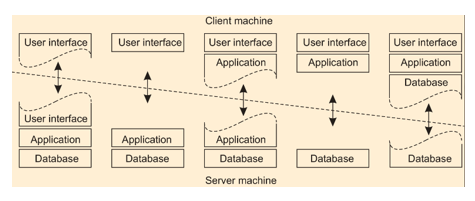 Client machine
User interface User interface User interface User interface User interface
Application Application Application
Database
User interface
Application Application Application
Database Database Database Database Database
Server machine